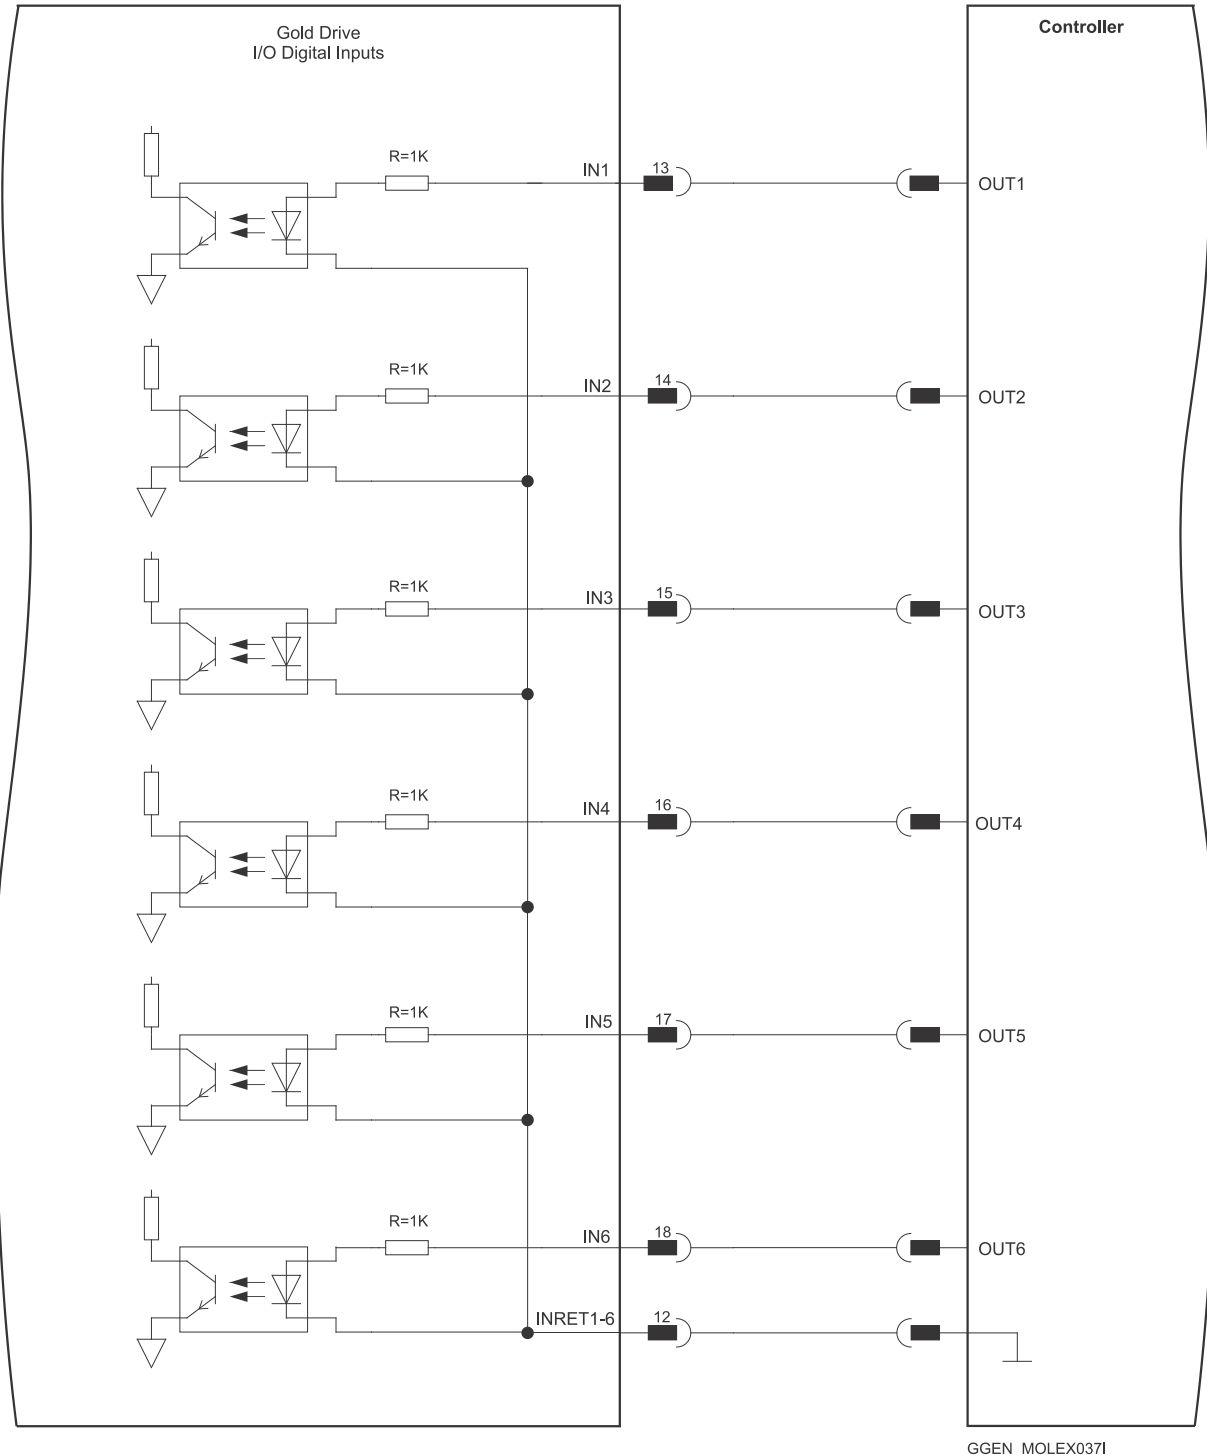 Gold Drive
I/O Digital Inputs
Controller
R=1K
IN1
13
OUT1
R=1K
IN2
14
OUT2
R=1K
IN3
15
OUT3
R=1K
IN4
16
OUT4
R=1K
IN5
17
OUT5
R=1K
IN6
18
OUT6
INRET1-6
12
GGEN_MOLEX037I